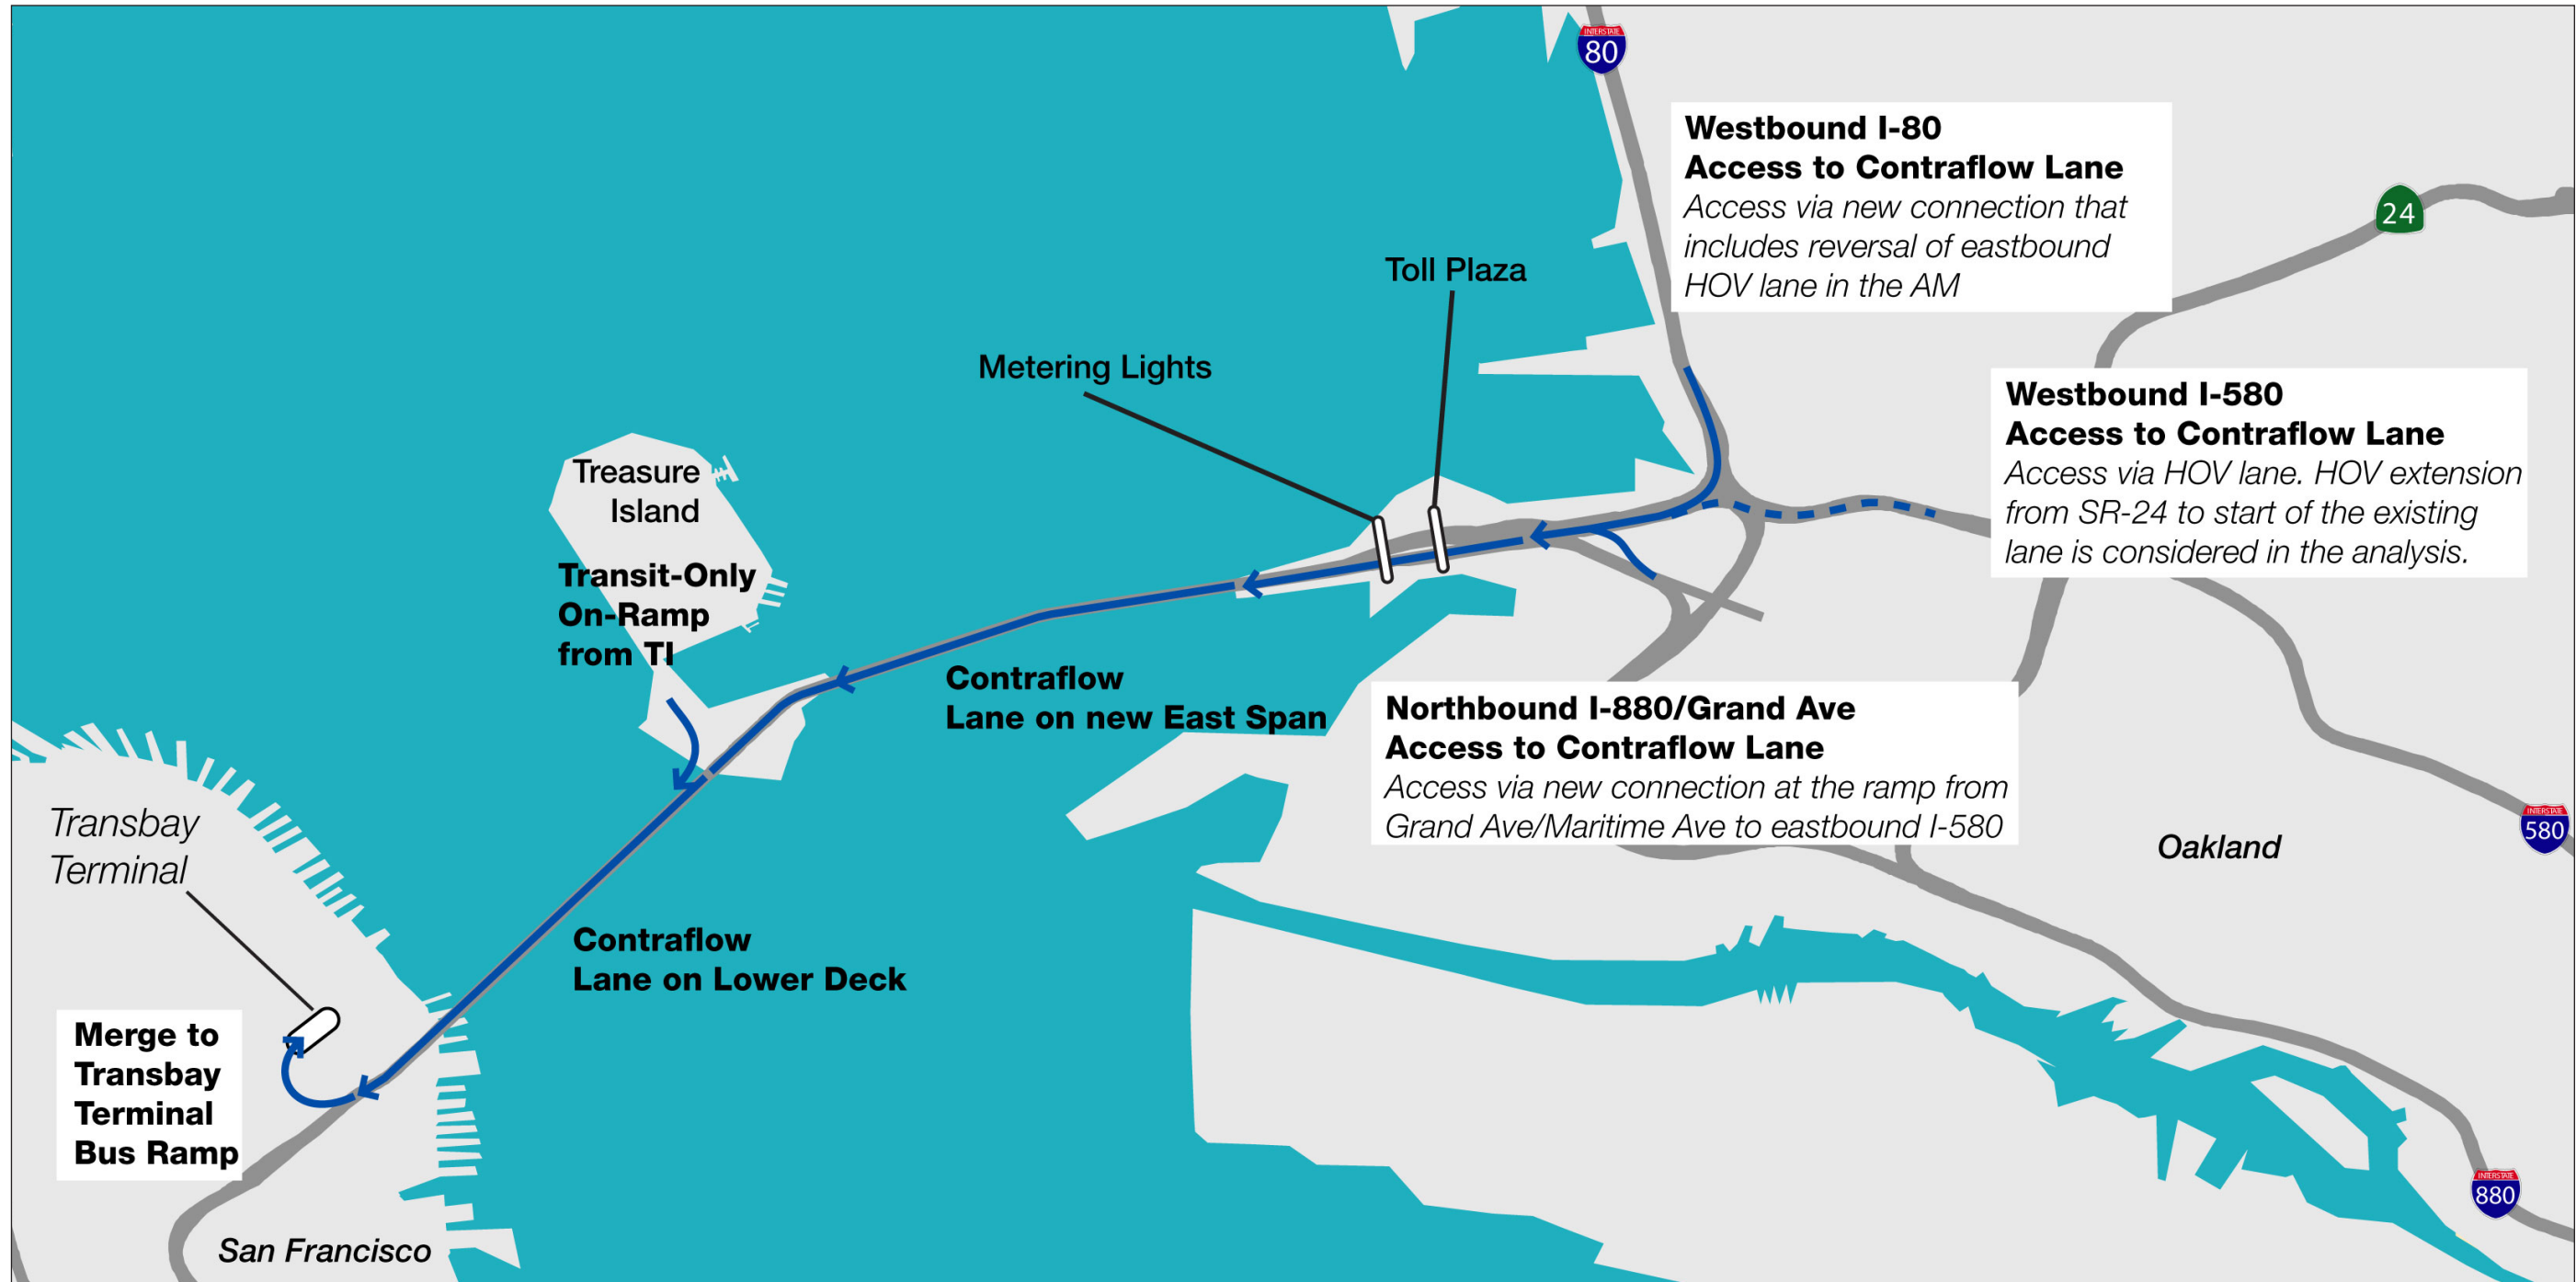 INTERSTATE
80
Westbound I-80
Access to Contraflow Lane
Access via new connection that
includes reversal of eastbound
HOV lane in the AM
24
Toll Plaza
Metering Lights
Westbound I-580
Access to Contraflow Lane
Access via HOV lane. HOV extension
from SR-24 to start of the existing
lane is considered in the analysis.
Treasure
Island
Transit-Only
On-Ramp
from TI
Contraflow
Lane on new East Span
Northbound I-880/Grand Ave
Access to Contraflow Lane
Access via new connection at the ramp from
Grand Ave/Maritime Ave to eastbound I-580
INTERSTATE
580
Oakland
Transbay
Terminal
Contraflow
Lane on Lower Deck
Merge to
Transbay
Terminal
Bus Ramp
INTERSTATE
880
San Francisco